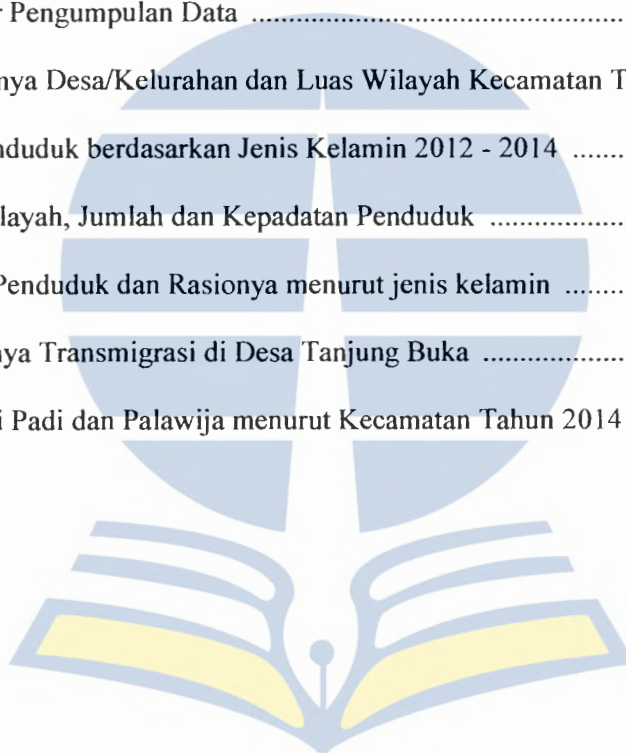 r Pengumpulan Data ................................................................
nya Desa/Kelurahan dan Luas Wilayah Kecamatan T
nduduk berdasarkan Jenis Kelamin 2012 - 2014 ........
layah, Jumlah dan Kepadatan Penduduk .....................
Penduduk dan Rasionya menurut jenis kelamin .........
nya Transmigrasi di Desa Tanjung Buka ......................
i Padi dan Palawija menurut Kecamatan Tahun 2014